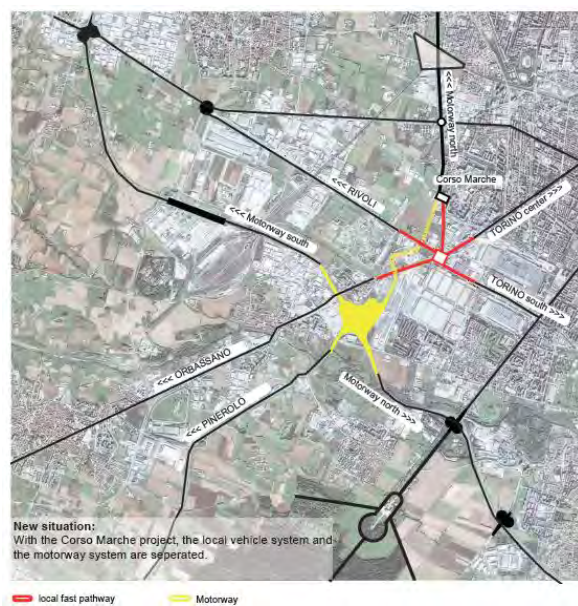 <<< Motorway north
Corso Marche
<<< RIVOLI
TORINO center >>>
<<< Motorway south
TORINO south >>>
<<< ORBASSANO
Motorway north >>>
<<< PINEROLO
New situation:
With the Corso Marche project, the local vehicle system and
the motorway system are seperated.
local fast pathway
Motorway